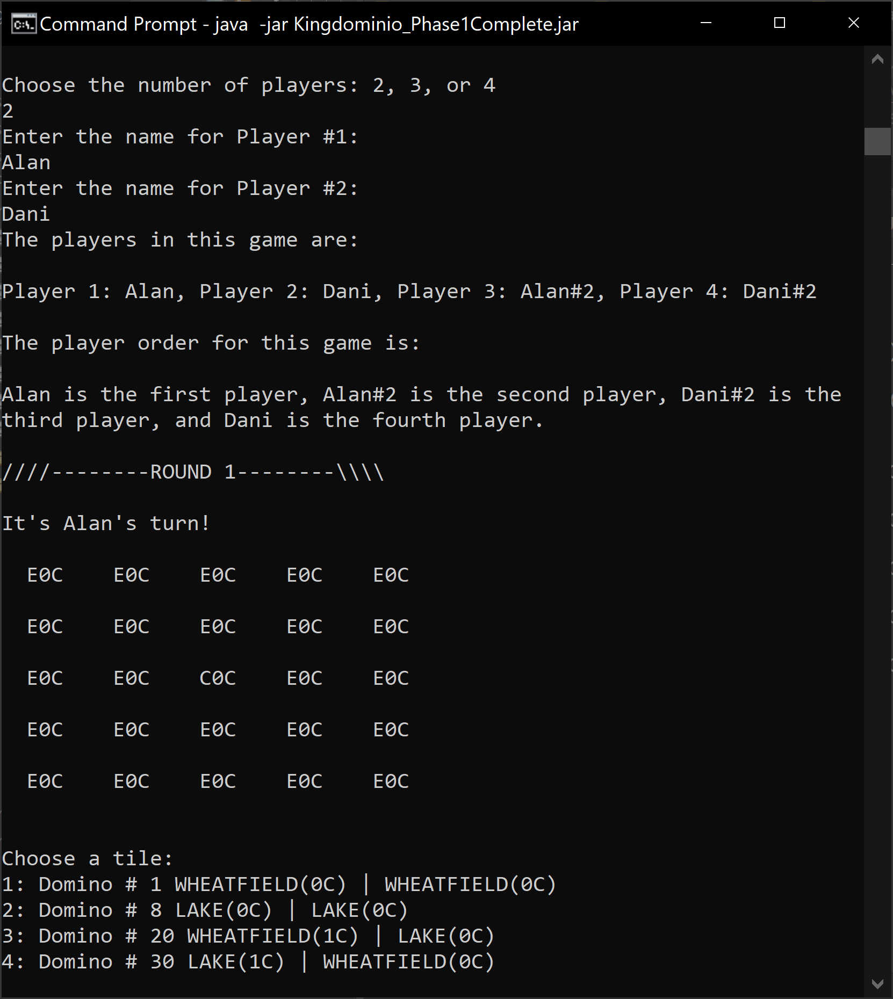 Command Prompt - java  -jar Kingdominio_Phase1Complete.jar
Choose the number of players: 2, 3, or 4
2
Enter the name for Player #1:
Alan
Enter the name for Player #2:
Dani
The players in this game are:
Player 1: Alan, Player 2: Dani, Player 3: Alan#2, Player 4: Dani#2
The player order for this game is:
Alan is the first player, Alan#2 is the second player, Dani#2 is the
third player, and Dani is the fourth player.
////--------ROUND 1--------\\\\
It's Alan's turn!
E0C    E0C    E0C    E0C    E0C
E0C    E0C    E0C    E0C    E0C
E0C    E0C    C0C    E0C    E0C
E0C    E0C    E0C    E0C    E0C
E0C    E0C    E0C    E0C    E0C
Choose a tile:
1: Domino # 1 WHEATFIELD(0C) | WHEATFIELD(0C)
2: Domino # 8 LAKE(0C) | LAKE(0C)
3: Domino # 20 WHEATFIELD(1C) | LAKE(0C)
4: Domino # 30 LAKE(1C) | WHEATFIELD(0C)